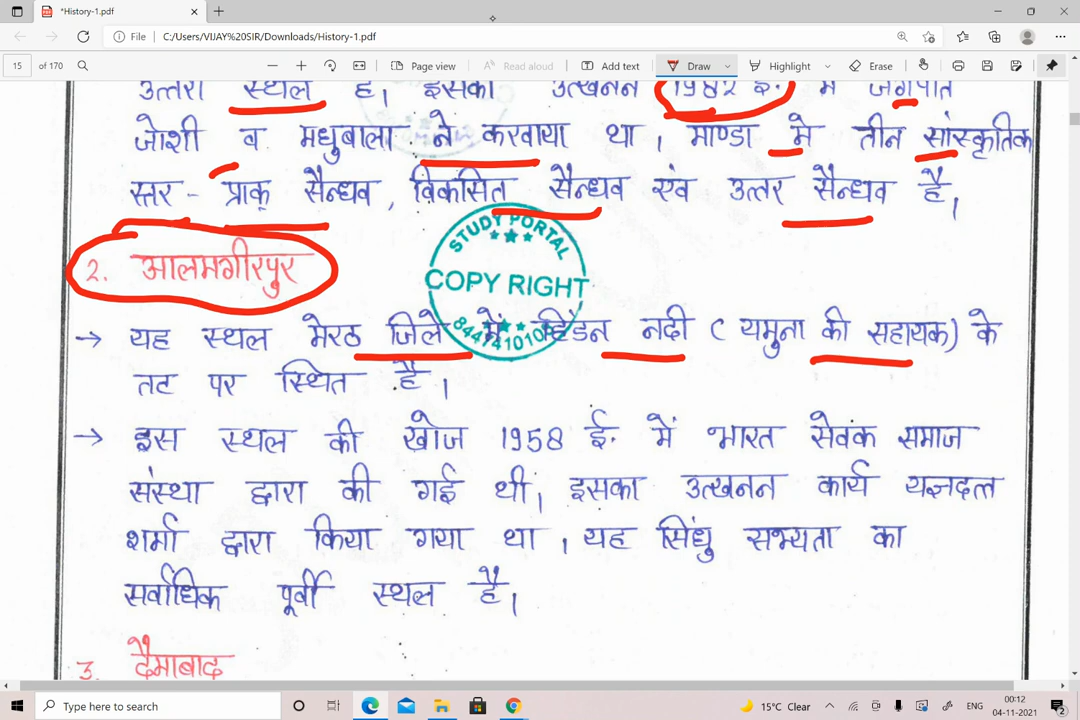 *History-1.pdf
File C:/Users/VIJAY%20SIR/Downloads/History-1.pdf
15 of 170 Page view Read aloud Add text Draw Highlight Erase
उत्तरी स्थल है। इसका उत्खनन 1982 ई. में जगपति
जोशी व मधुबाला ने करवाया था। माण्डा मे तीन सांस्कृतिक
स्तर - प्राक् सैन्धव, विकसित सैन्धव एंव उत्तर सैन्धव है।
STUDY PORTAL
COPY RIGHT
2. आलमगीरपुर
→ यह स्थल मेरठ जिले में हिंडन नदी (यमुना की सहायक) के
तट पर स्थित है।
→ इस स्थल की खोज 1958 ई. में भारत सेवक समाज
संस्था द्वारा की गई थी। इसका उत्खनन कार्य यज्ञदत्त
शर्मा द्वारा किया गया था। यह सिंधु सभ्यता का
सर्वाधिक पूर्वी स्थल है।
3. दैमाबाद
Type here to search 15°C Clear ENG 00:12
04-11-2021 2